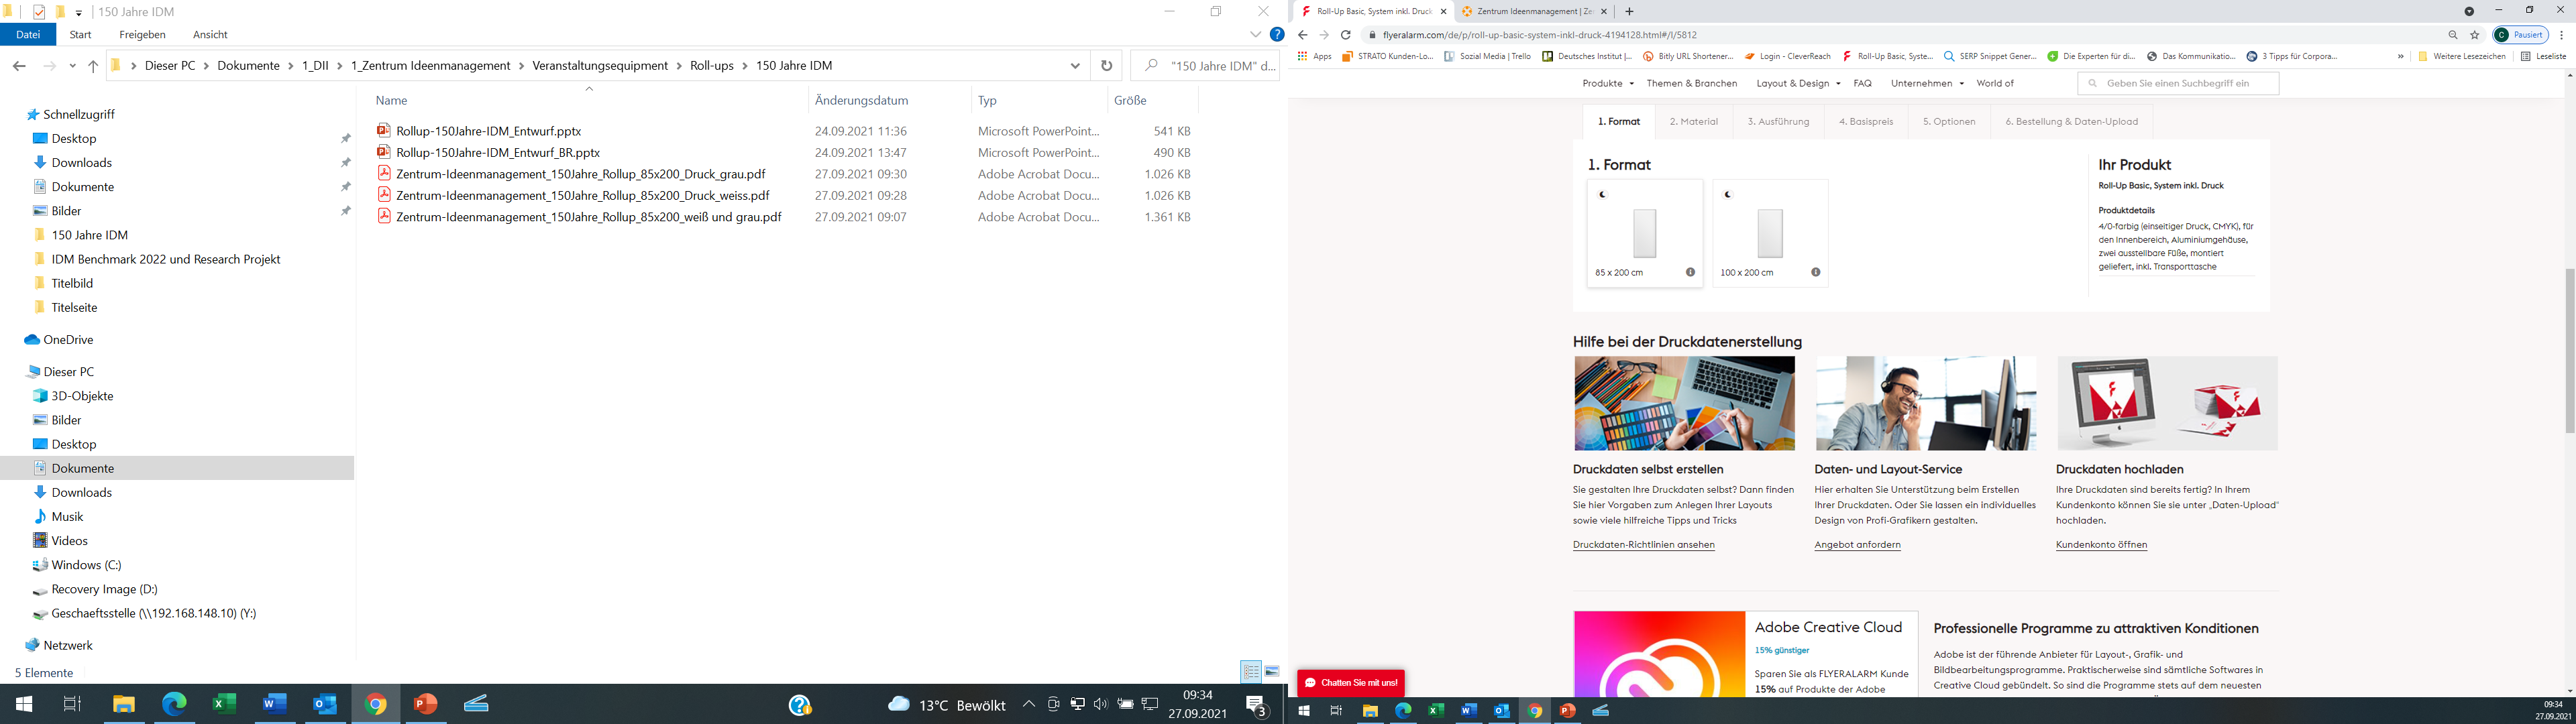 150 Jahre IDM
Datei Start Freigeben Ansicht
Dieser PC > Dokumente > 1_DII > 1_Zentrum Ideenmanagement > Veranstaltungsequipment > Roll-ups > 150 Jahre IDM
"150 Jahre IDM" d...
Name Änderungsdatum Typ Größe
Rollup-150Jahre-IDM_Entwurf.pptx 24.09.2021 11:36 Microsoft PowerPoint... 541 KB
Rollup-150Jahre-IDM_Entwurf_BR.pptx 24.09.2021 13:47 Microsoft PowerPoint... 490 KB
Zentrum-Ideenmanagement_150Jahre_Rollup_85x200_Druck_grau.pdf 27.09.2021 09:30 Adobe Acrobat Docu... 1.026 KB
Zentrum-Ideenmanagement_150Jahre_Rollup_85x200_Druck_weiss.pdf 27.09.2021 09:28 Adobe Acrobat Docu... 1.026 KB
Zentrum-Ideenmanagement_150Jahre_Rollup_85x200_weiß und grau.pdf 27.09.2021 09:07 Adobe Acrobat Docu... 1.361 KB
Schnellzugriff
Desktop
Downloads
Dokumente
Bilder
150 Jahre IDM
IDM Benchmark 2022 und Research Projekt
Titelbild
Titelseite
OneDrive
Dieser PC
3D-Objekte
Bilder
Desktop
Dokumente
Downloads
Musik
Videos
Windows (C:)
Recovery Image (D:)
Geschaeftsstelle (\\192.168.148.10) (Y:)
Netzwerk
5 Elemente
13°C Bewölkt
09:34
27.09.2021
3
Roll-Up Basic, System inkl. Druck
Zentrum Ideenmanagement | Ze
flyeralarm.com/de/p/roll-up-basic-system-inkl-druck-4194128.html#/l/5812
C Pausiert
Apps STRATO Kunden-Lo... Sozial Media | Trello Deutsches Institut |... Bitly URL Shortener... Login - CleverReach Roll-Up Basic, Syste... SERP Snippet Gener... Die Experten für di... Das Kommunikatio... 3 Tipps für Corpora... » Weitere Lesezeichen Leseliste
Produkte Themen & Branchen Layout & Design FAQ Unternehmen World of
Geben Sie einen Suchbegriff ein
1. Format 2. Material 3. Ausführung 4. Basispreis 5. Optionen 6. Bestellung & Daten-Upload
1. Format
85 x 200 cm
100 x 200 cm
Ihr Produkt
Roll-Up Basic, System inkl. Druck
Produktdetails
4/0-farbig (einseitiger Druck, CMYK), für
den Innenbereich, Aluminiumgehäuse,
zwei ausstellbare Füße, montiert
geliefert, inkl. Transporttasche
Hilfe bei der Druckdatenerstellung
Druckdaten selbst erstellen
Sie gestalten Ihre Druckdaten selbst? Dann finden
Sie hier Vorgaben zum Anlegen Ihrer Layouts
sowie viele hilfreiche Tipps und Tricks
Druckdaten-Richtlinien ansehen
Daten- und Layout-Service
Hier erhalten Sie Unterstützung beim Erstellen
Ihrer Druckdaten. Oder Sie lassen ein individuelles
Design von Profi-Grafikern gestalten.
Angebot anfordern
Druckdaten hochladen
Ihre Druckdaten sind bereits fertig? In Ihrem
Kundenkonto können Sie sie unter „Daten-Upload"
hochladen.
Kundenkonto öffnen
Adobe Creative Cloud
15% günstiger
Sparen Sie als FLYERALARM Kunde
15% auf Produkte der Adobe
Professionelle Programme zu attraktiven Konditionen
Adobe ist der führende Anbieter für Layout-, Grafik- und
Bildbearbeitungsprogramme. Praktischerweise sind sämtliche Softwares in
Creative Cloud gebündelt. So sind die Programme stets auf dem neuesten
Chatten Sie mit uns!
09:34
27.09.2021